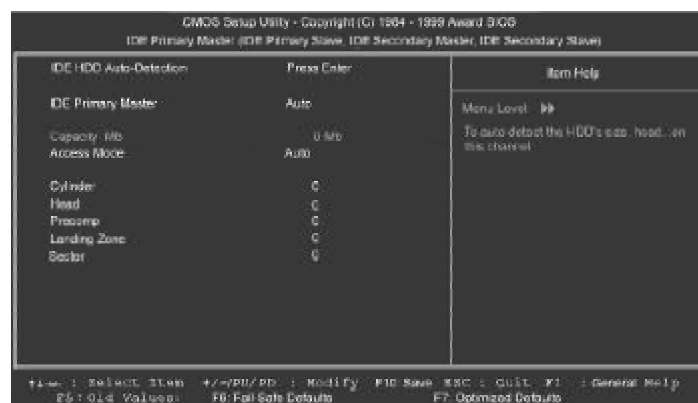 CMOS Setup Utility - Copyright (C) 1984 - 1999 Award BIOS
IDE Primary Master (IDE Primary Slave, IDE Secondary Master, IDE Secondary Slave)
IDE HDD Auto-Detection Press Enter
Item Help
IDE Primary Master Auto
Menu Level
To auto-detect the HDD's size, head...on
this channel
Capacity Mb 0 Mb
Access Mode Auto
Cylinder 0
Head 0
Precomp 0
Landing Zone 0
Sector 0
: Select Item +/-/PU/PD : Modify F10 Save ESC : Quit F1 : General Help
F5: Old Values F6: Fail-Safe Defaults F7: Optimized Defaults